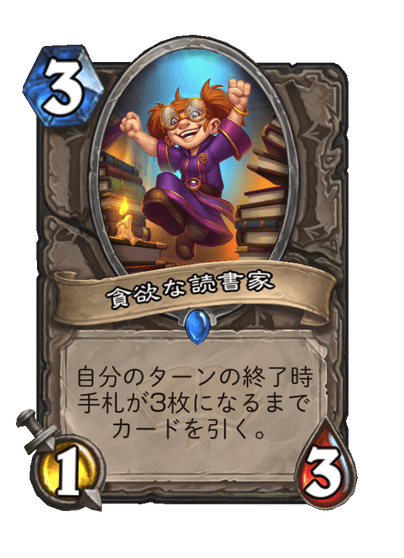 3
貪欲な読書家
自分のターンの終了時
手札が3枚になるまで
カードを引く。
1
3